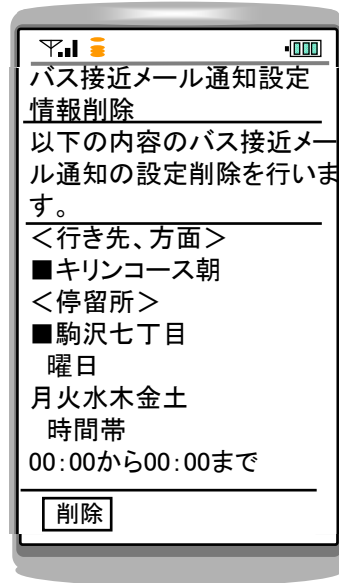 バス接近メール通知設定
情報削除
以下の内容のバス接近メー
ル通知の設定削除を行いま
す。
＜行き先、方面＞
■キリンコース朝
＜停留所＞
■駒沢七丁目
曜日
月火水木金土
時間帯
00:00から00:00まで
削除